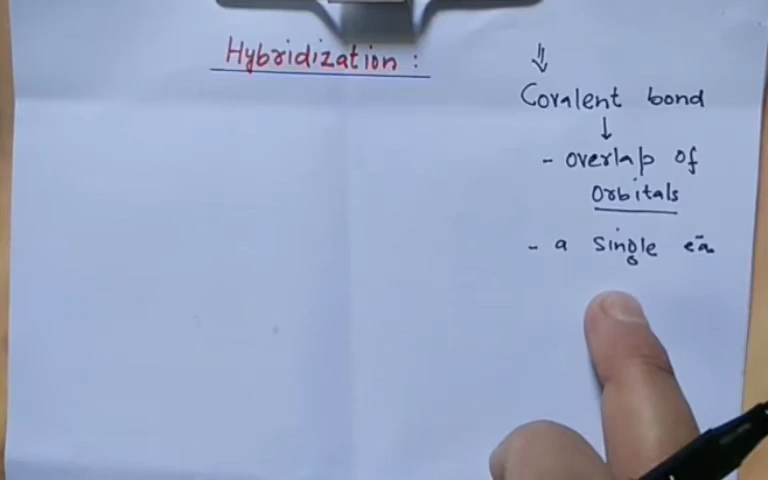 Hybridization :
⇓
Covalent bond
↓
- overlap of
Orbitals
- a single e⁻